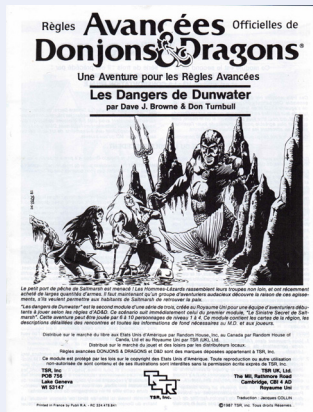 Règles Avancées Officielles de
Donjons & Dragons®
Une Aventure pour les Règles Avancées
Les Dangers de Dunwater
par Dave J. Browne & Don Turnbull
Le petit port de pêche de Saltmarsh est menacé ! Les Hommes-Lézards rassemblent leurs troupes non loin, et ont récemment
acheté de larges quantités d'armes. Il faut maintenant qu'un groupe d'aventuriers audacieux découvre la raison de ces agisse-
ments, s'ils veulent permettre aux habitants de Saltmarsh de retrouver la paix.
"Les dangers de Dunwater" est le second module d'une série de trois, créée au Royaume Uni pour une équipe d'aventuriers débu-
tants à jouer selon les règles d'AD&D. Ce scénario suit immédiatement celui du premier module, "Le Sinistre Secret de Salt-
marsh". Cette aventure peut être jouée par 6 à 10 personnages de niveau 1 à 4. Ce module contient les cartes de la région, les
descriptions détaillées des rencontres et toutes les informations de fond nécessaires au M.D. et aux joueurs.
Distribué sur le marché du livre aux Etats Unis d'Amérique par Random House, Inc. au Canada par Random House of
Canada, Ltd et au Royaume Uni par TSR (UK), Ltd.
Distribué sur le marché du jouet et des loisirs par les distributeurs locaux
Règles avancées DONJONS & DRAGONS et D&D sont des marques déposées appartenant à TSR, Inc.
Ce module est protégé par les lois sur le copyright des Etats Unis d'Amérique. Toute reproduction ou autre utilisation
non-autorisée de son contenu et de ses illustrations sont interdites sans la permission écrite expresse de TSR, Inc.
TSR, Inc
POB 756
Lake Geneva
WI 53147
TSR, Inc.
TSR UK, Ltd.
The Mill, Rathmore Road
Cambridge, CB1 4AD
Royaume Uni
Traduction: Jacques COLLIN
©1982 TSR, Inc. Tous Droits Réservés.